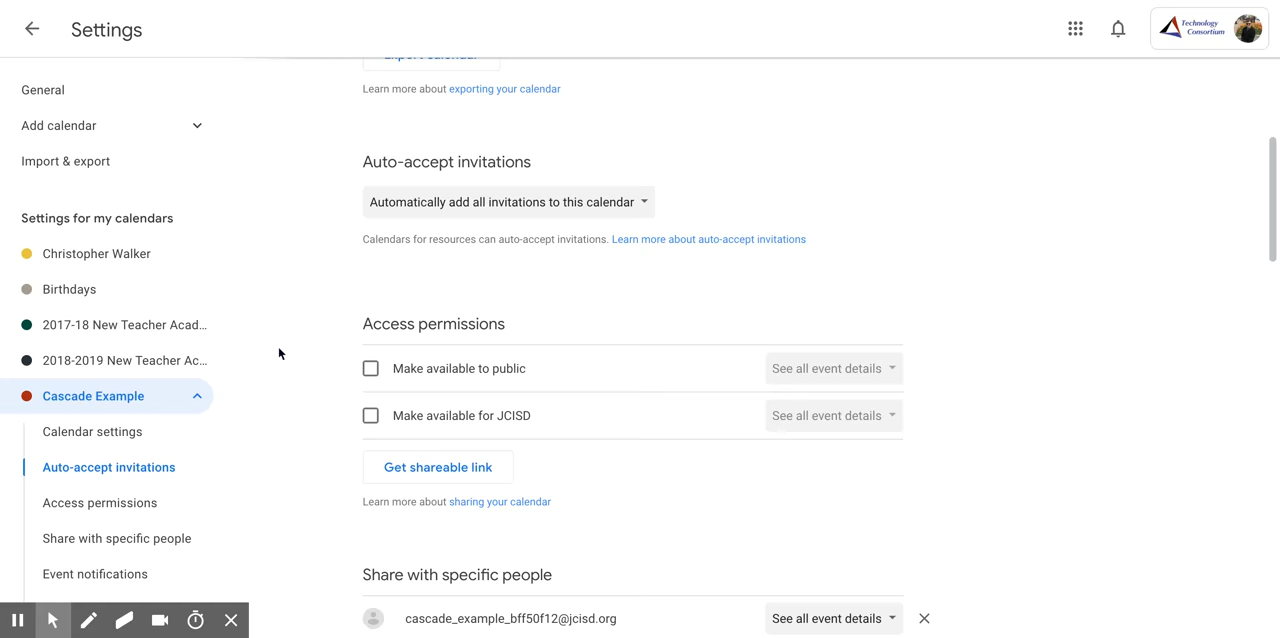 Settings
Technology
Consortium
General
Add calendar
Import & export
Settings for my calendars
Christopher Walker
Birthdays
2017-18 New Teacher Acad...
2018-2019 New Teacher Ac...
Cascade Example
Calendar settings
Auto-accept invitations
Access permissions
Share with specific people
Event notifications
Export calendar
Learn more about exporting your calendar
Auto-accept invitations
Automatically add all invitations to this calendar
Calendars for resources can auto-accept invitations. Learn more about auto-accept invitations
Access permissions
Make available to public See all event details
Make available for JCISD See all event details
Get shareable link
Learn more about sharing your calendar
Share with specific people
cascade_example_bff50f12@jcisd.org See all event details